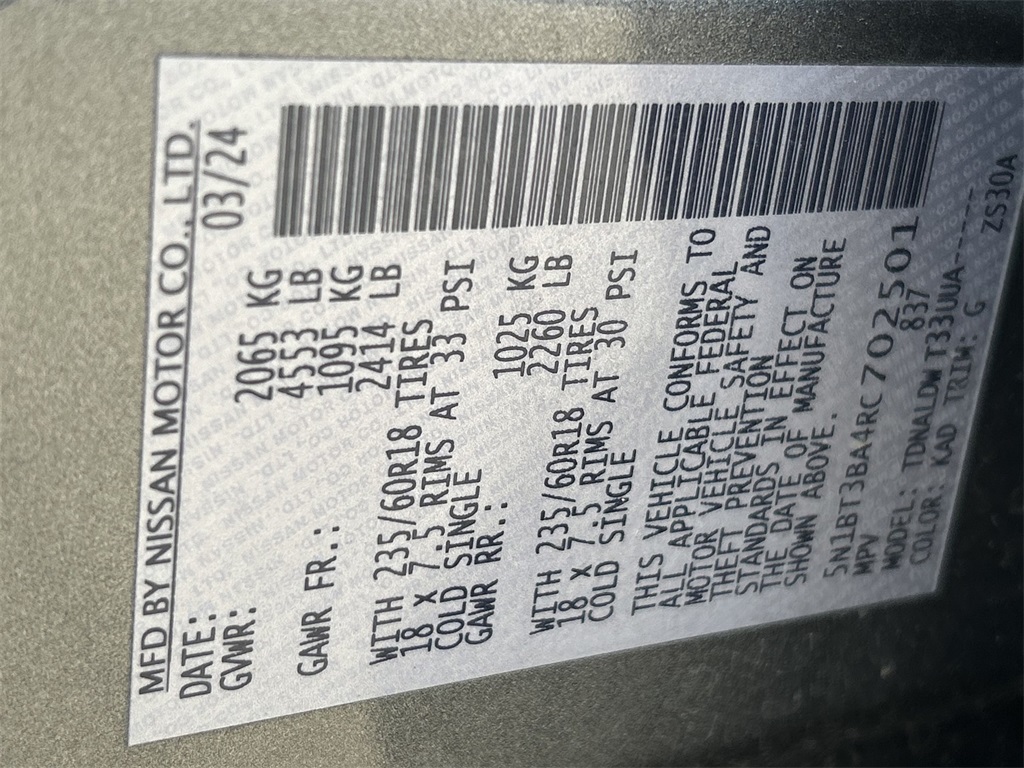 MFD BY NISSAN MOTOR CO., LTD.
DATE: 03/24
GVWR: 2065 KG
4553 LB
GAWR FR.: 1095 KG
2414 LB
WITH 235/60R18 TIRES
18 X 7.5 RIMS AT 33 PSI
COLD SINGLE
GAWR RR.: 1025 KG
2260 LB
WITH 235/60R18 TIRES
18 X 7.5 RIMS AT 30 PSI
COLD SINGLE
THIS VEHICLE CONFORMS TO
ALL APPLICABLE FEDERAL
MOTOR VEHICLE SAFETY AND
THEFT PREVENTION
STANDARDS IN EFFECT ON
THE DATE OF MANUFACTURE
SHOWN ABOVE.
5N1BT3BA4RC702501
MPV 837
MODEL: TDNALDW T33UUA-----
COLOR: KAD TRIM: G ZS30A